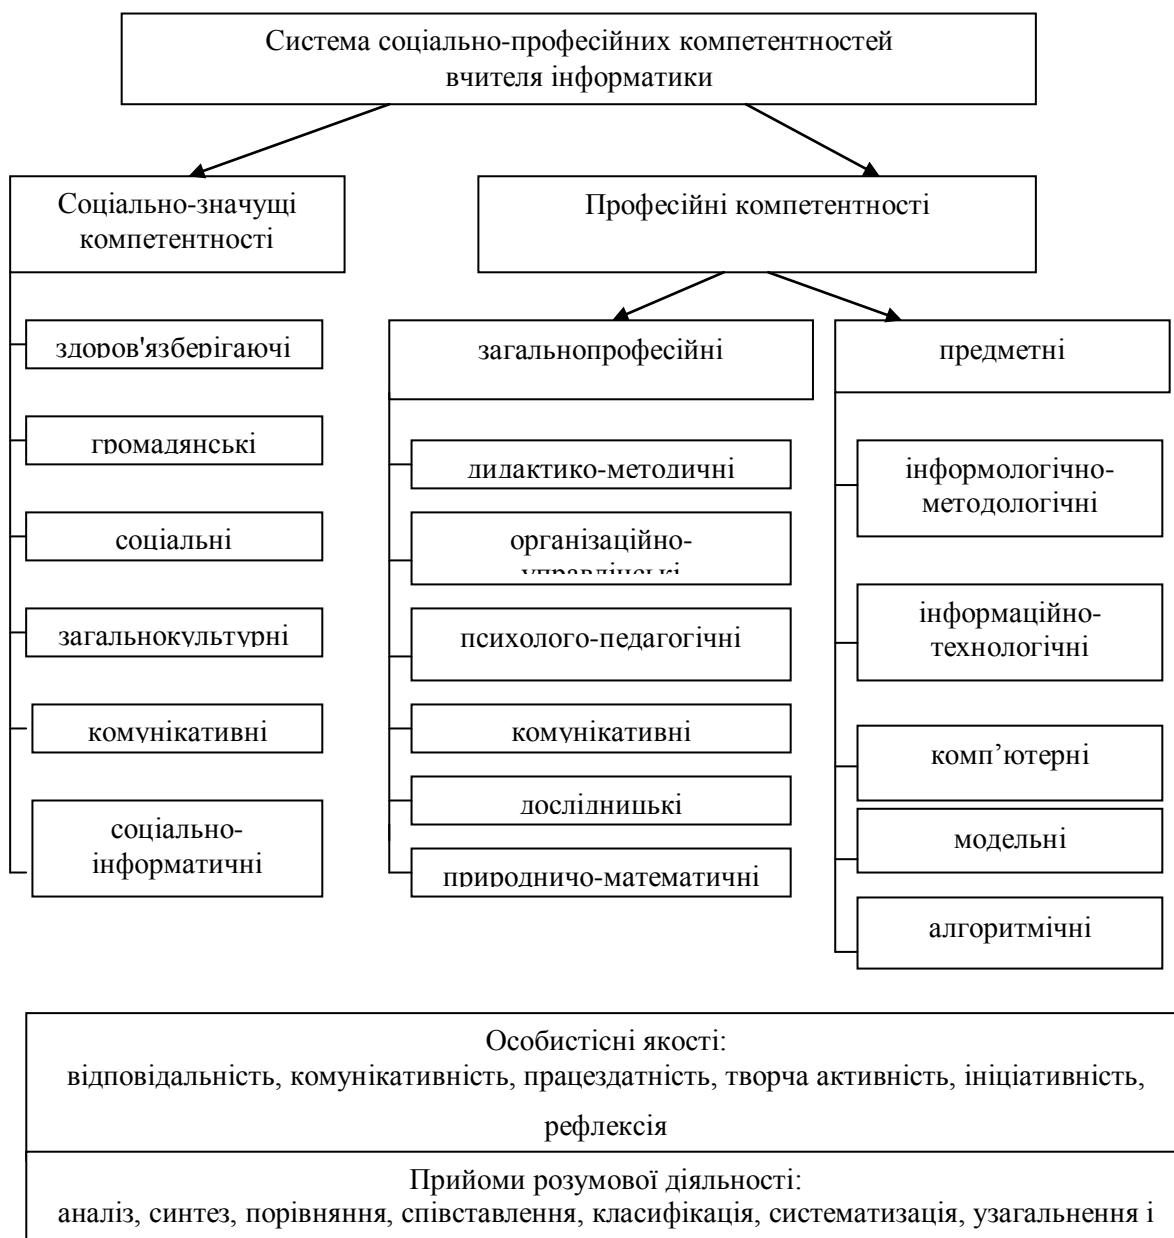 Система соціально-професійних компетентностей
вчителя інформатики
Соціально-значущі
компетентності
Професійні компетентності
здоров'язберігаючі
громадянські
соціальні
загальнокультурні
комунікативні
соціально-
інформатичні
загальнопрофесійні
дидактико-методичні
організаційно-
управлінські
психолого-педагогічні
комунікативні
дослідницькі
природничо-математичні
предметні
інформологічно-
методологічні
інформаційно-
технологічні
комп’ютерні
модельні
алгоритмічні
Особистісні якості:
відповідальність, комунікативність, працездатність, творча активність, ініціативність,
рефлексія
Прийоми розумової діяльності:
аналіз, синтез, порівняння, співставлення, класифікація, систематизація, узагальнення і